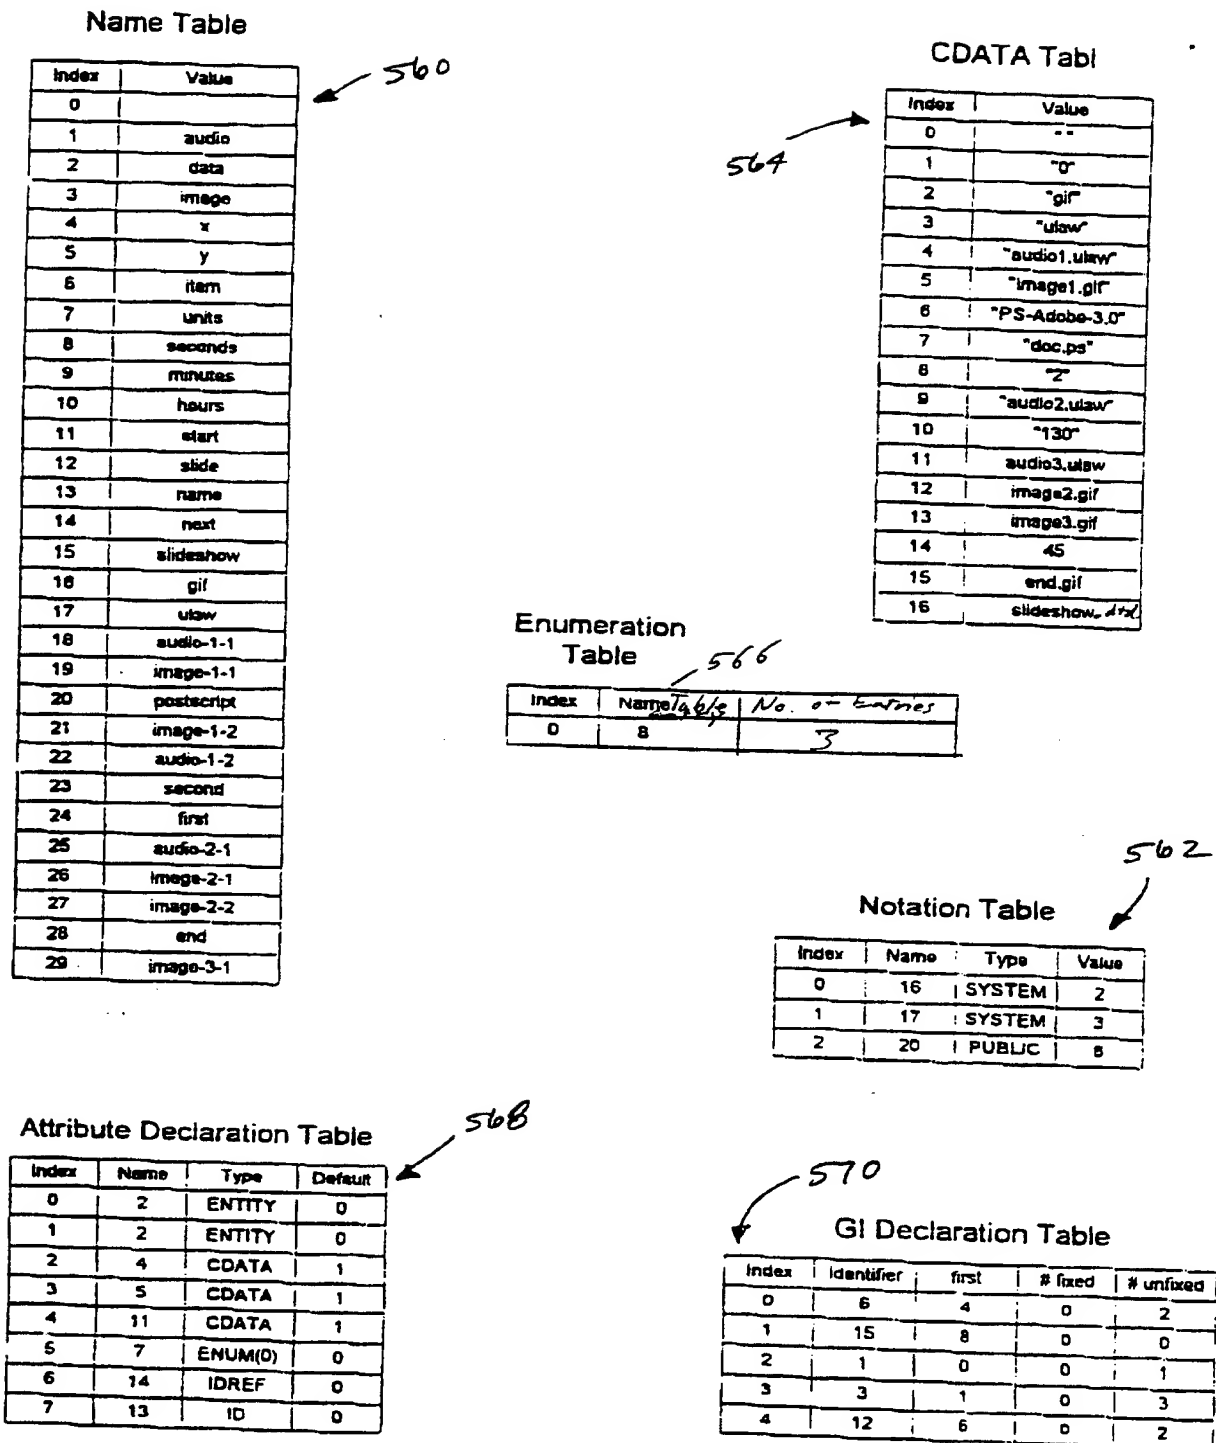 Name Table
560
Index Value
0
1 audio
2 data
3 image
4 x
5 y
6 item
7 units
8 seconds
9 minutes
10 hours
11 start
12 slide
13 name
14 next
15 slideshow
16 gif
17 ulaw
18 audio-1-1
19 image-1-1
20 postscript
21 image-1-2
22 audio-1-2
23 second
24 first
25 audio-2-1
26 image-2-1
27 image-2-2
28 end
29 image-3-1
CDATA Tabl
564
Index Value
0 ""
1 "0"
2 "gif"
3 "ulaw"
4 "audio1.ulaw"
5 "image1.gif"
6 "PS-Adobe-3.0"
7 "doc.ps"
8 "2"
9 "audio2.ulaw"
10 "130"
11 audio3.ulaw
12 image2.gif
13 image3.gif
14 45
15 end.gif
16 slideshow.dtd
Enumeration
Table
566
Index Name Table No. of Entries
0 8 3
562
Notation Table
Index Name Type Value
0 16 SYSTEM 2
1 17 SYSTEM 3
2 20 PUBLIC 6
Attribute Declaration Table
568
Index Name Type Default
0 2 ENTITY 0
1 2 ENTITY 0
2 4 CDATA 1
3 5 CDATA 1
4 11 CDATA 1
5 7 ENUM(0) 0
6 14 IDREF 0
7 13 ID 0
570
GI Declaration Table
Index identifier first # fixed # unfixed
0 6 4 0 2
1 15 8 0 0
2 1 0 0 1
3 3 1 0 3
4 12 6 0 2